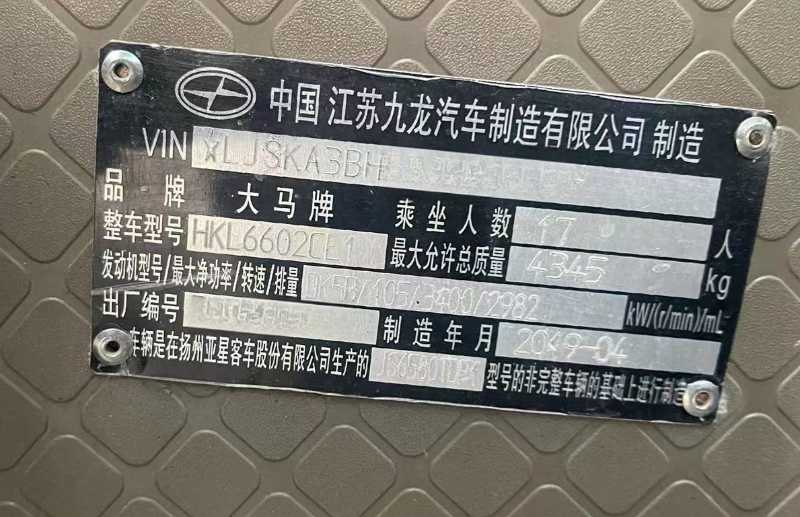 中国 江苏九龙汽车制造有限公司 制造
VIN *LJSKA3BH
品牌 大马牌 乘坐人数 17 人
整车型号 HKL6602CE1 最大允许总质量 4345 kg
发动机型号/最大净功率/转速/排量 DK5B/105/3400/2982 kW/(r/min)/mL
出厂编号 制造年月 2019-04
车辆是在扬州亚星客车股份有限公司生产的 型号的非完整车辆的基础上进行制造